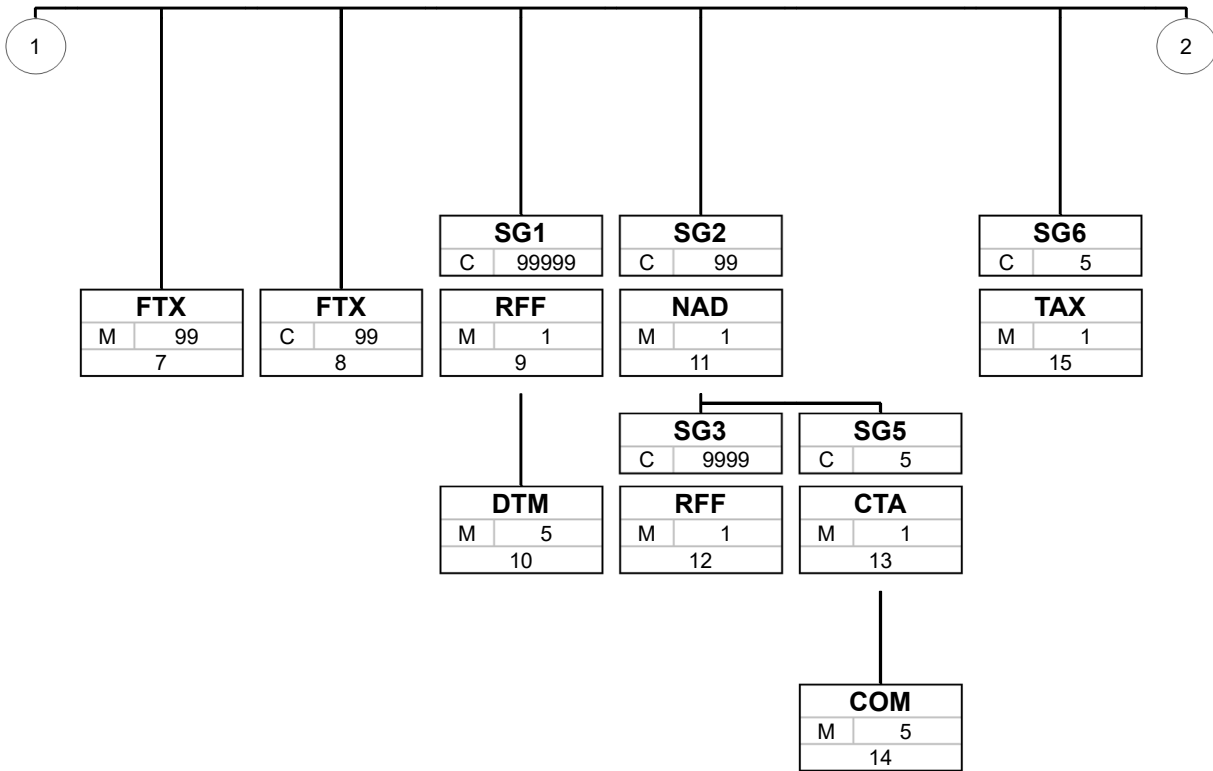 1
2
SG1
C 99999
SG2
C 99
SG6
C 5
FTX
M 99
7
FTX
C 99
8
RFF
M 1
9
NAD
M 1
11
TAX
M 1
15
SG3
C 9999
SG5
C 5
DTM
M 5
10
RFF
M 1
12
CTA
M 1
13
COM
M 5
14